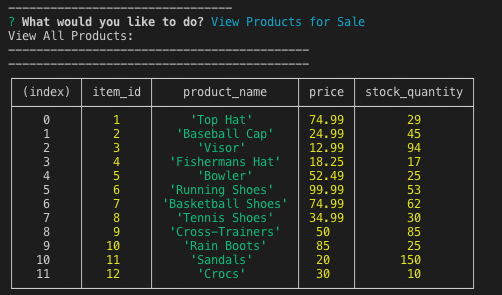 ? What would you like to do? View Products for Sale
View All Products:
(index) item_id product_name price stock_quantity
0 1 'Top Hat' 74.99 29
1 2 'Baseball Cap' 24.99 45
2 3 'Visor' 12.99 94
3 4 'Fishermans Hat' 18.25 17
4 5 'Bowler' 52.49 25
5 6 'Running Shoes' 99.99 53
6 7 'Basketball Shoes' 74.99 62
7 8 'Tennis Shoes' 34.99 30
8 9 'Cross-Trainers' 50 85
9 10 'Rain Boots' 85 25
10 11 'Sandals' 20 150
11 12 'Crocs' 30 10